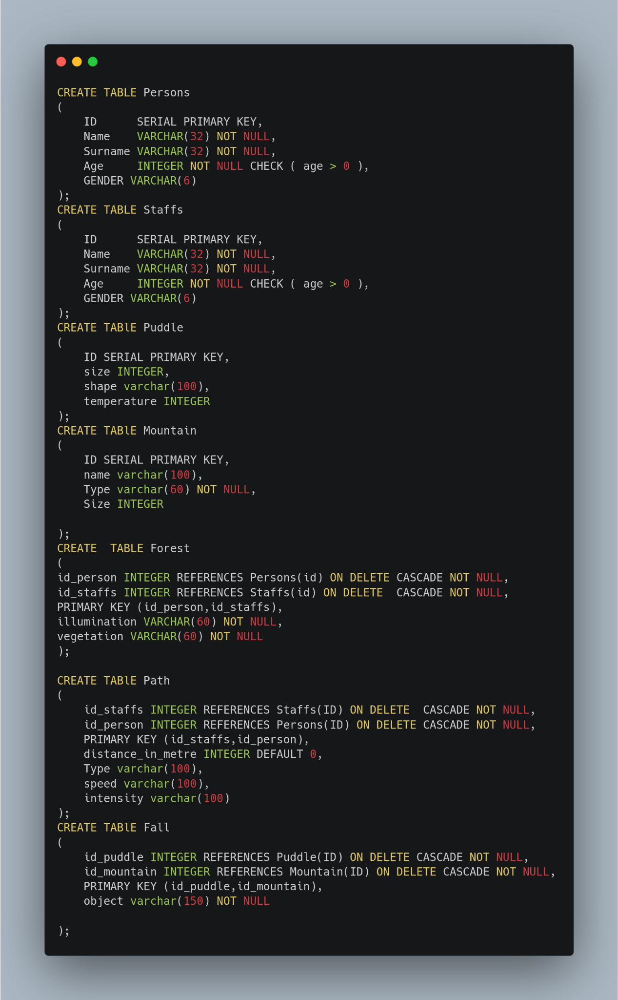 CREATE TABLE Persons
(
    ID      SERIAL PRIMARY KEY,
    Name    VARCHAR(32) NOT NULL,
    Surname VARCHAR(32) NOT NULL,
    Age     INTEGER NOT NULL CHECK ( age > 0 ),
    GENDER VARCHAR(6)
);
CREATE TABLE Staffs
(
    ID      SERIAL PRIMARY KEY,
    Name    VARCHAR(32) NOT NULL,
    Surname VARCHAR(32) NOT NULL,
    Age     INTEGER NOT NULL CHECK ( age > 0 ),
    GENDER VARCHAR(6)
);
CREATE TABlE Puddle
(
    ID SERIAL PRIMARY KEY,
    size INTEGER,
    shape varchar(100),
    temperature INTEGER
);
CREATE TABlE Mountain
(
    ID SERIAL PRIMARY KEY,
    name varchar(100),
    Type varchar(60) NOT NULL,
    Size INTEGER

);
CREATE  TABLE Forest
(
id_person INTEGER REFERENCES Persons(id) ON DELETE CASCADE NOT NULL,
id_staffs INTEGER REFERENCES Staffs(id) ON DELETE  CASCADE NOT NULL,
PRIMARY KEY (id_person,id_staffs),
illumination VARCHAR(60) NOT NULL,
vegetation VARCHAR(60) NOT NULL
);

CREATE TABlE Path
(
    id_staffs INTEGER REFERENCES Staffs(ID) ON DELETE  CASCADE NOT NULL,
    id_person INTEGER REFERENCES Persons(ID) ON DELETE CASCADE NOT NULL,
    PRIMARY KEY (id_staffs,id_person),
    distance_in_metre INTEGER DEFAULT 0,
    Type varchar(100),
    speed varchar(100),
    intensity varchar(100)
);
CREATE TABlE Fall
(
    id_puddle INTEGER REFERENCES Puddle(ID) ON DELETE CASCADE NOT NULL,
    id_mountain INTEGER REFERENCES Mountain(ID) ON DELETE CASCADE NOT NULL,
    PRIMARY KEY (id_puddle,id_mountain),
    object varchar(150) NOT NULL

);